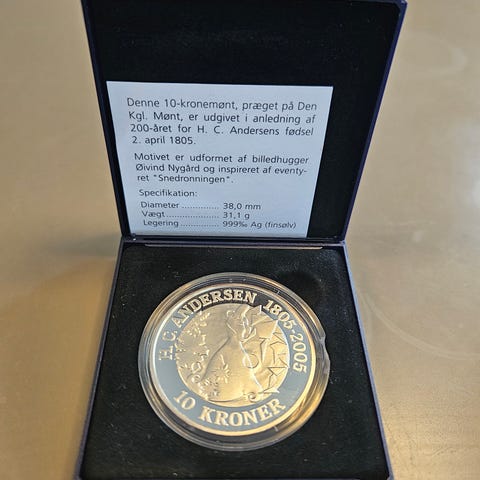 Denne 10-kronemønt, præget på Den
Kgl. Mønt, er udgivet i anledning af
200-året for H. C. Andersens fødsel
2. april 1805.
Motivet er udformet af billedhugger
Øivind Nygård og inspireret af eventy-
ret "Snedronningen".
Specifikation:
Diameter ............. 38,0 mm
Vægt.................. 31,1 g
Legering .............. 999‰ Ag (finsølv)
H. C. ANDERSEN 1805-2005
10 KRONER